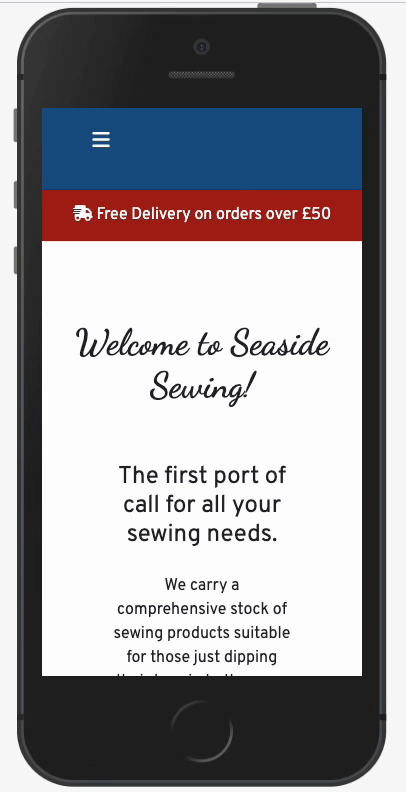 Free Delivery on orders over £50
Welcome to Seaside
Sewing!
The first port of
call for all your
sewing needs.
We carry a
comprehensive stock of
sewing products suitable
for those just dipping